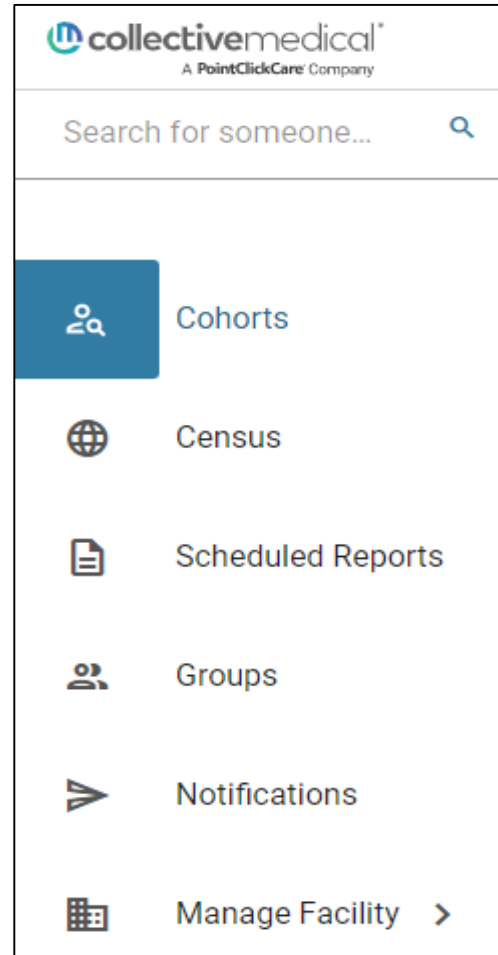 collectivemedical
A PointClickCare Company
Search for someone...
Cohorts
Census
Scheduled Reports
Groups
Notifications
Manage Facility